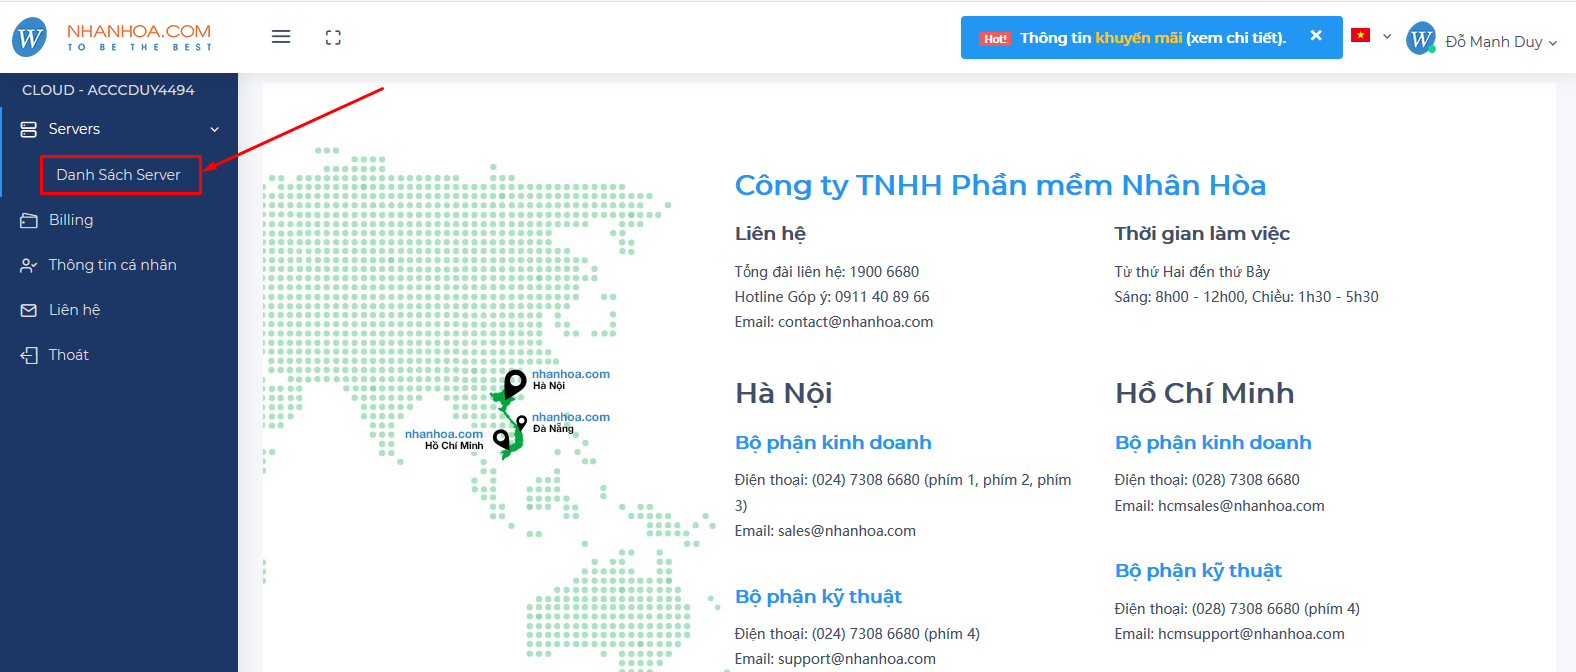 NHANHOA.COM
TO BE THE BEST
Hot! Thông tin khuyến mãi (xem chi tiết). ×
Đỗ Mạnh Duy
CLOUD - ACCCDUY4494
Servers
Danh Sách Server
Billing
Thông tin cá nhân
Liên hệ
Thoát
nhanhoa.com
Hà Nội
nhanhoa.com
Đà Nẵng
nhanhoa.com
Hồ Chí Minh
Công ty TNHH Phần mềm Nhân Hòa
Liên hệ
Tổng đài liên hệ: 1900 6680
Hotline Góp ý: 0911 40 89 66
Email: contact@nhanhoa.com
Thời gian làm việc
Từ thứ Hai đến thứ Bảy
Sáng: 8h00 - 12h00, Chiều: 1h30 - 5h30
Hà Nội
Bộ phận kinh doanh
Điện thoại: (024) 7308 6680 (phím 1, phím 2, phím
3)
Email: sales@nhanhoa.com
Bộ phận kỹ thuật
Điện thoại: (024) 7308 6680 (phím 4)
Email: support@nhanhoa.com
Hồ Chí Minh
Bộ phận kinh doanh
Điện thoại: (028) 7308 6680
Email: hcmsales@nhanhoa.com
Bộ phận kỹ thuật
Điện thoại: (028) 7308 6680 (phím 4)
Email: hcmsupport@nhanhoa.com